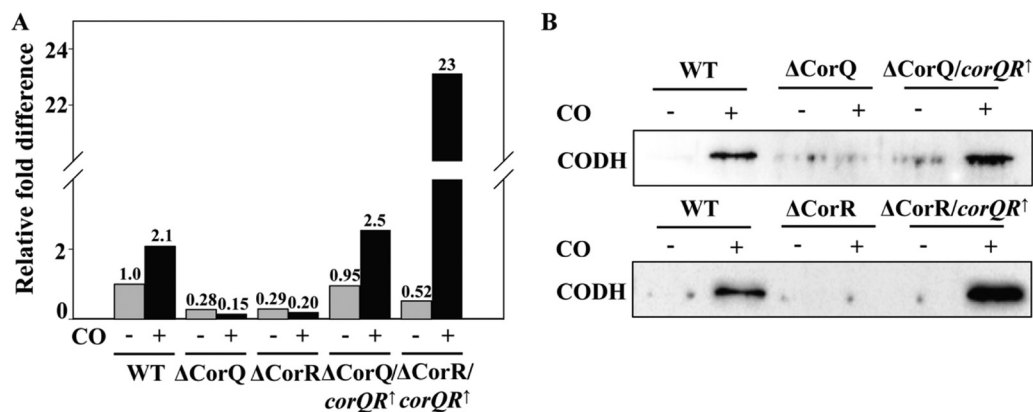 A
Relative fold difference
24
22
2
0
1.0
2.1
0.28
0.15
0.29
0.20
0.95
2.5
0.52
23
CO - + - + - + - + - +
WT ΔCorQ ΔCorR ΔCorQ/ ΔCorR/
corQR↑ corQR↑
B
WT ΔCorQ ΔCorQ/corQR↑
CO - + - + - +
CODH
WT ΔCorR ΔCorR/corQR↑
CO - + - + - +
CODH